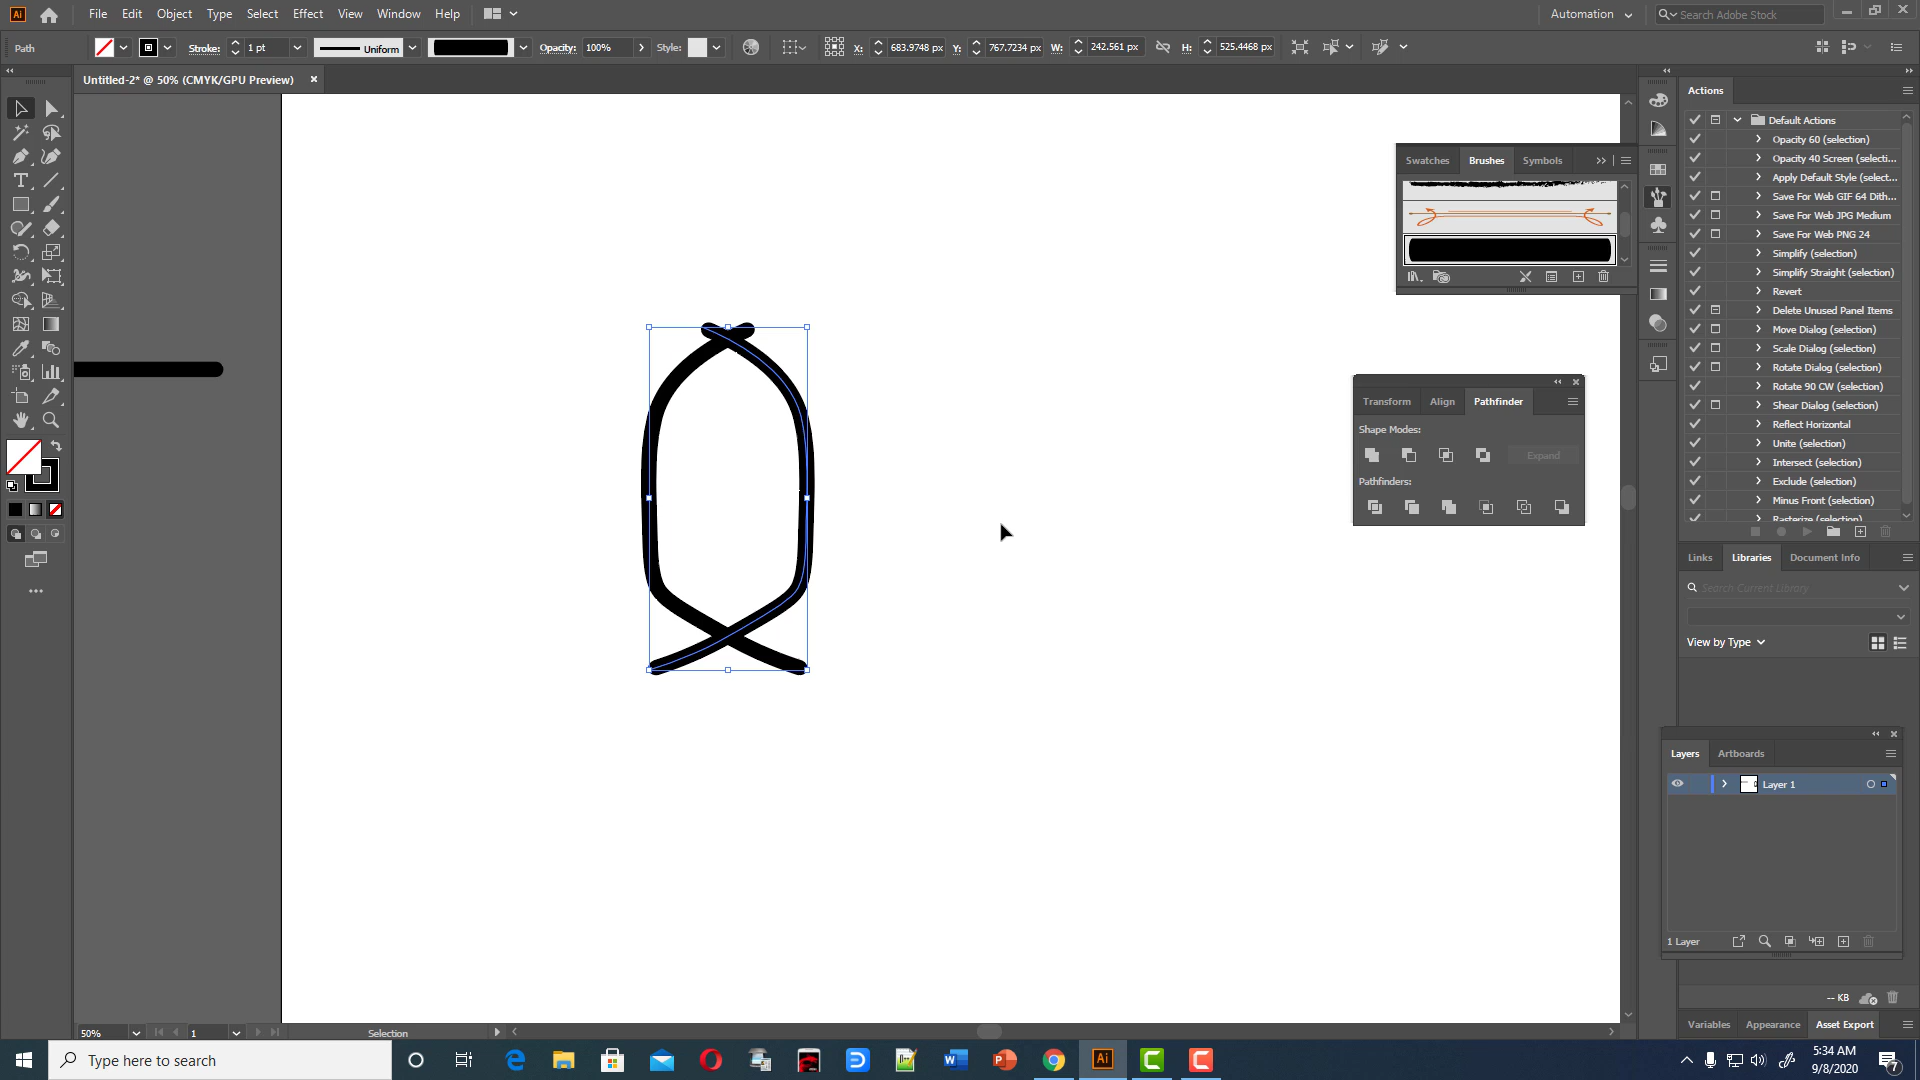 File Edit Object Type Select Effect View Window Help Automation Search Adobe Stock
Path Stroke: 1 pt Uniform Opacity: 100% Style: X: 683.9748 px Y: 767.7234 px W: 242.561 px H: 525.4468 px
Untitled-2* @ 50% (CMYK/GPU Preview)
Actions
Default Actions
Opacity 60 (selection)
Opacity 40 Screen (selecti...
Apply Default Style (select...
Save For Web GIF 64 Dith...
Save For Web JPG Medium
Save For Web PNG 24
Simplify (selection)
Simplify Straight (selection)
Revert
Delete Unused Panel Items
Move Dialog (selection)
Scale Dialog (selection)
Rotate Dialog (selection)
Rotate 90 CW (selection)
Shear Dialog (selection)
Reflect Horizontal
Unite (selection)
Intersect (selection)
Exclude (selection)
Minus Front (selection)
Rasterize (selection)
Swatches Brushes Symbols
Transform Align Pathfinder
Shape Modes:
Expand
Pathfinders:
Links Libraries Document Info
Search Current Library
View by Type
Layers Artboards
Layer 1
1 Layer
-- KB
Variables Appearance Asset Export
50% 1 Selection
Type here to search
5:34 AM
9/8/2020
7